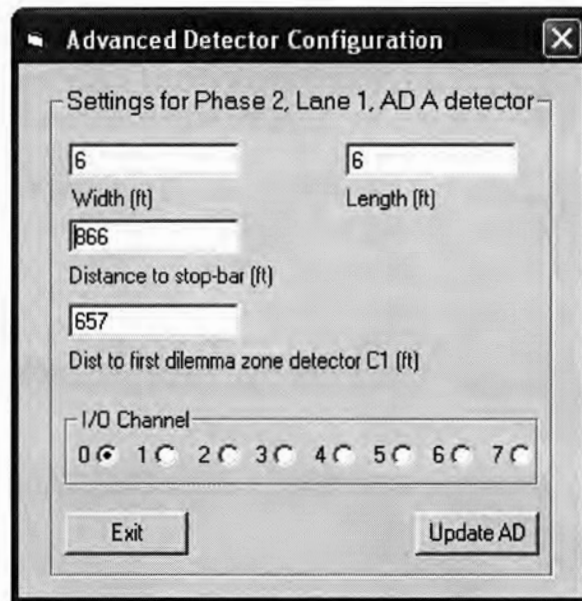 Advanced Detector Configuration
Settings for Phase 2, Lane 1, AD A detector
6 6
Width (ft) Length (ft)
866
Distance to stop-bar (ft)
657
Dist to first dilemma zone detector C1 (ft)
I/O Channel
0 1 2 3 4 5 6 7
Exit Update AD